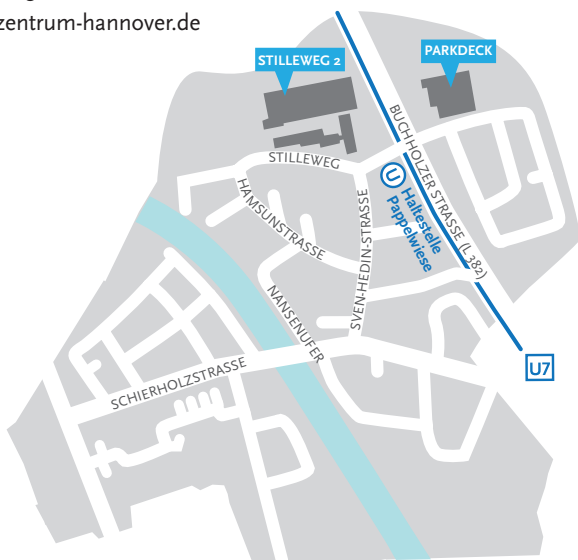 zentrum-hannover.de
STILLEWEG 2
PARKDECK
BUCHHOLZER STRASSE (L 382)
STILLEWEG
U
Haltestelle
Pappelwiese
HAMSUNSTRASSE
SVEN-HEDIN-STRASSE
NANSENUFER
U7
SCHIERHOLZSTRASSE